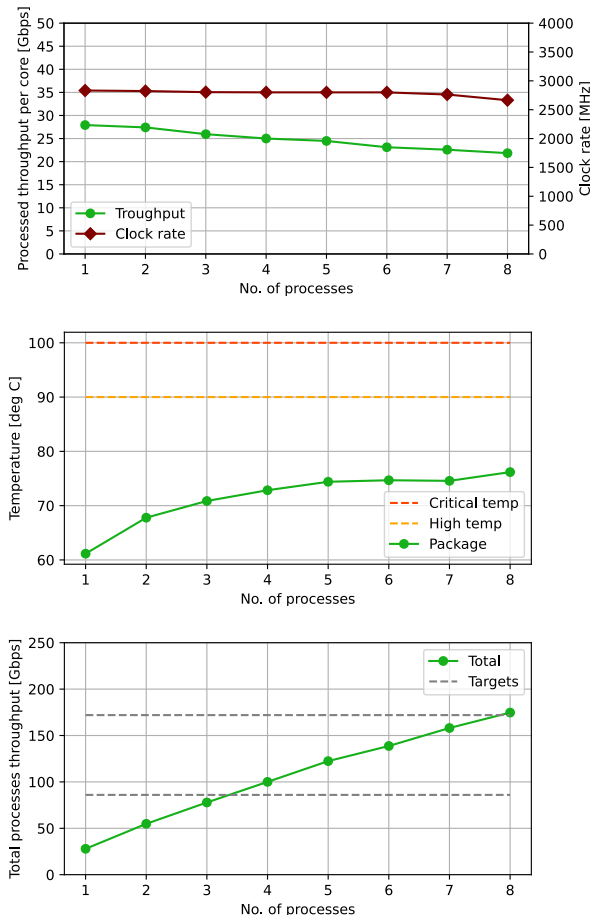 Processed throughput per core [Gbps]
50
45
40
35
30
25
20
15
10
5
0
4000
3500
3000
2500
2000
1500
1000
500
0
Clock rate [MHz]
Troughput
Clock rate
1 2 3 4 5 6 7 8
No. of processes
Temperature [deg C]
100
90
80
70
60
Critical temp
High temp
Package
1 2 3 4 5 6 7 8
No. of processes
Total processes throughput [Gbps]
250
200
150
100
50
0
Total
Targets
1 2 3 4 5 6 7 8
No. of processes